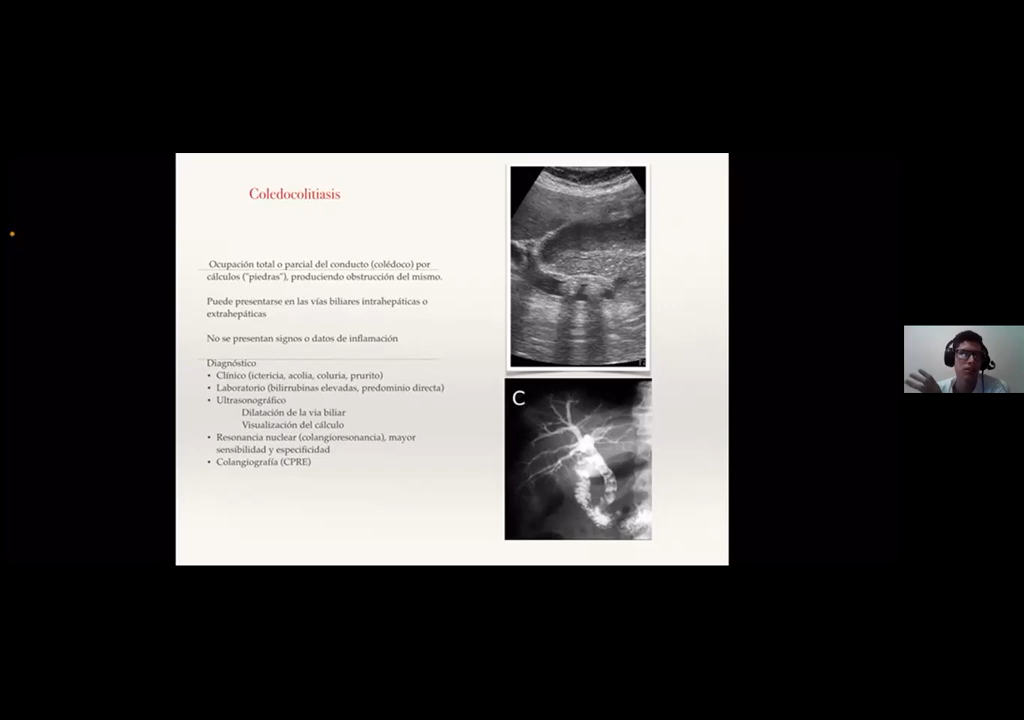 Coledocolitiasis
Ocupación total o parcial del conducto (colédoco) por
cálculos ("piedras"), produciendo obstrucción del mismo.
Puede presentarse en las vías biliares intrahepáticas o
extrahepáticas
No se presentan signos o datos de inflamación
Diagnóstico
• Clínico (ictericia, acolia, coluria, prurito)
• Laboratorio (bilirrubinas elevadas, predominio directa)
• Ultrasonográfico
Dilatación de la via biliar
Visualización del cálculo
• Resonancia nuclear (colangioresonancia), mayor
sensibilidad y especificidad
• Colangiografía (CPRE)
C